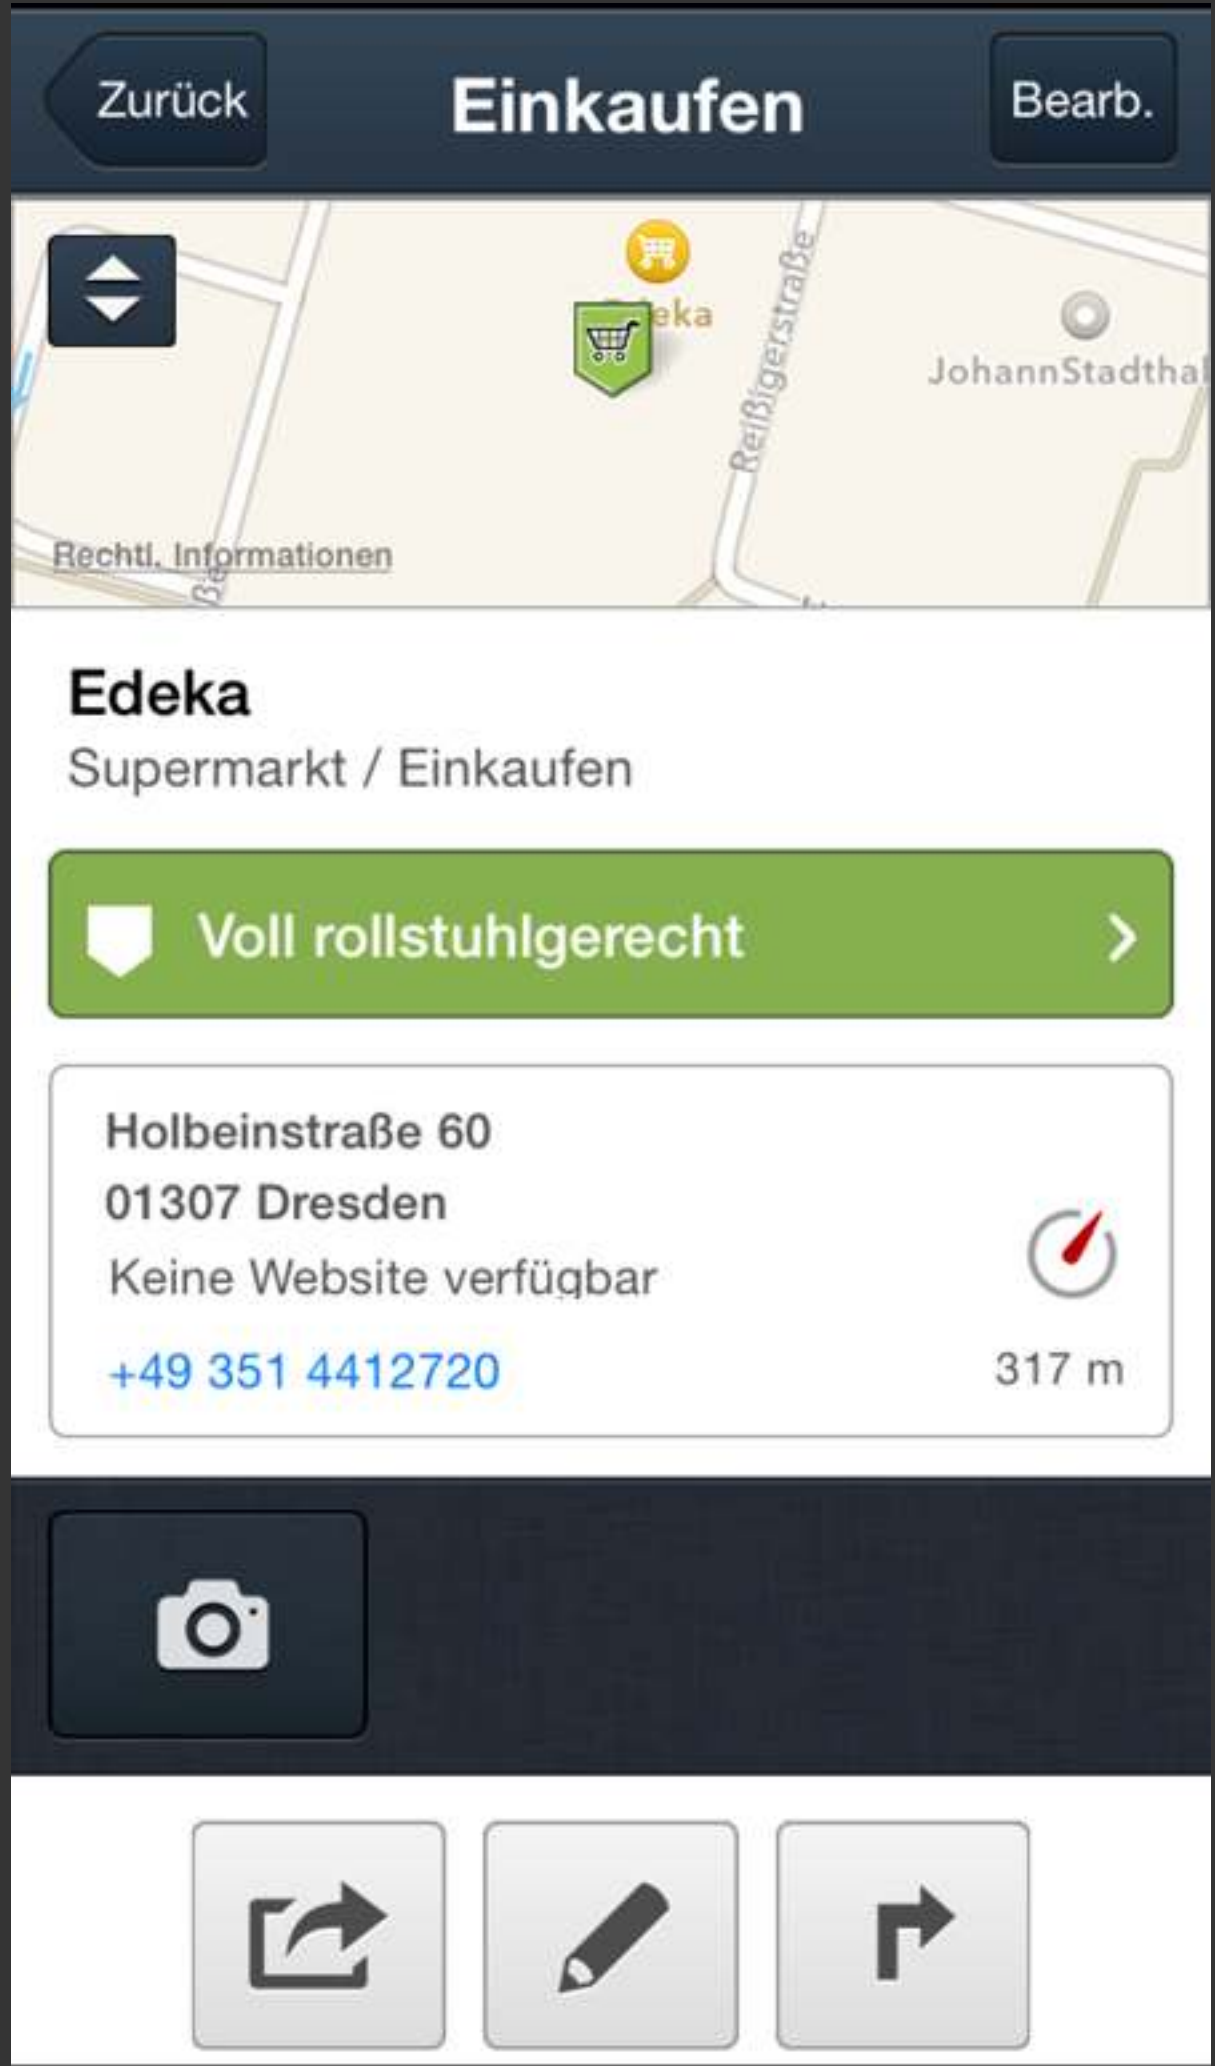 Zurück
Einkaufen
Bearb.
Reißigerstraße
JohannStadthal
Rechtl. Informationen
ße
Edeka
Supermarkt / Einkaufen
Voll rollstuhlgerecht
Holbeinstraße 60
01307 Dresden
Keine Website verfügbar
+49 351 4412720
317 m